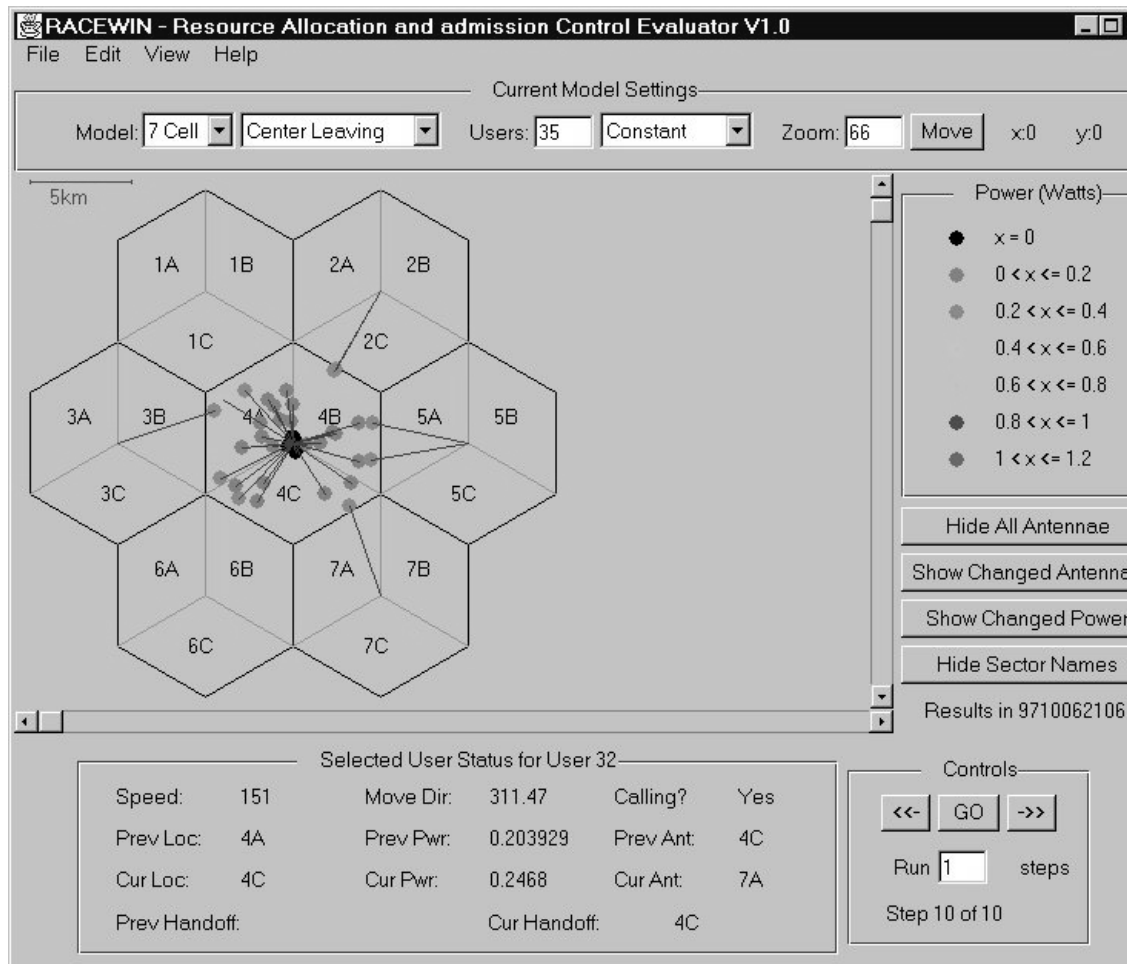 RACEWIN - Resource Allocation and admission Control Evaluator V1.0
File Edit View Help
Current Model Settings
Model: 7 Cell Center Leaving Users: 35 Constant Zoom: 66 Move x:0 y:0
5km
1A 1B 2A 2B
1C 2C
3A 3B 4A 4B 5A 5B
3C 4C 5C
6A 6B 7A 7B
6C 7C
Power (Watts)
x = 0
0 < x <= 0.2
0.2 < x <= 0.4
0.4 < x <= 0.6
0.6 < x <= 0.8
0.8 < x <= 1
1 < x <= 1.2
Hide All Antennae
Show Changed Antenna
Show Changed Power
Hide Sector Names
Results in 9710062106
Selected User Status for User 32
Speed: 151 Move Dir: 311.47 Calling? Yes
Prev Loc: 4A Prev Pwr: 0.203929 Prev Ant: 4C
Cur Loc: 4C Cur Pwr: 0.2468 Cur Ant: 7A
Prev Handoff: Cur Handoff: 4C
Controls
<<- GO ->>
Run 1 steps
Step 10 of 10